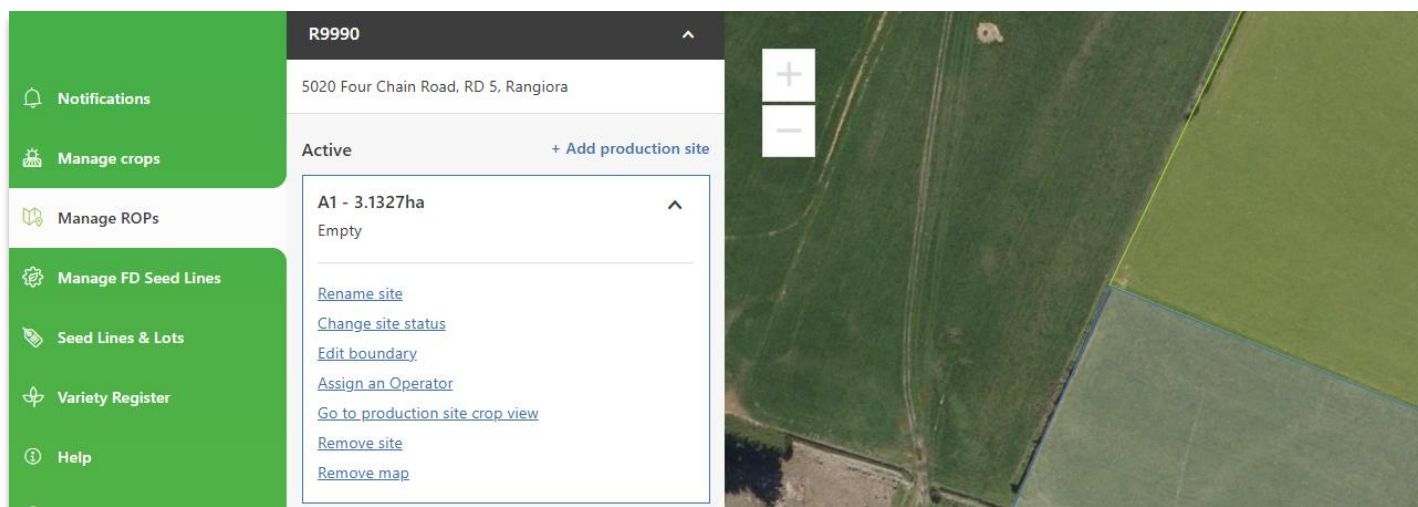 Notifications
Manage crops
Manage ROPs
Manage FD Seed Lines
Seed Lines & Lots
Variety Register
Help
R9990
5020 Four Chain Road, RD 5, Rangiora
Active
+ Add production site
A1 - 3.1327ha
Empty
Rename site
Change site status
Edit boundary
Assign an Operator
Go to production site crop view
Remove site
Remove map